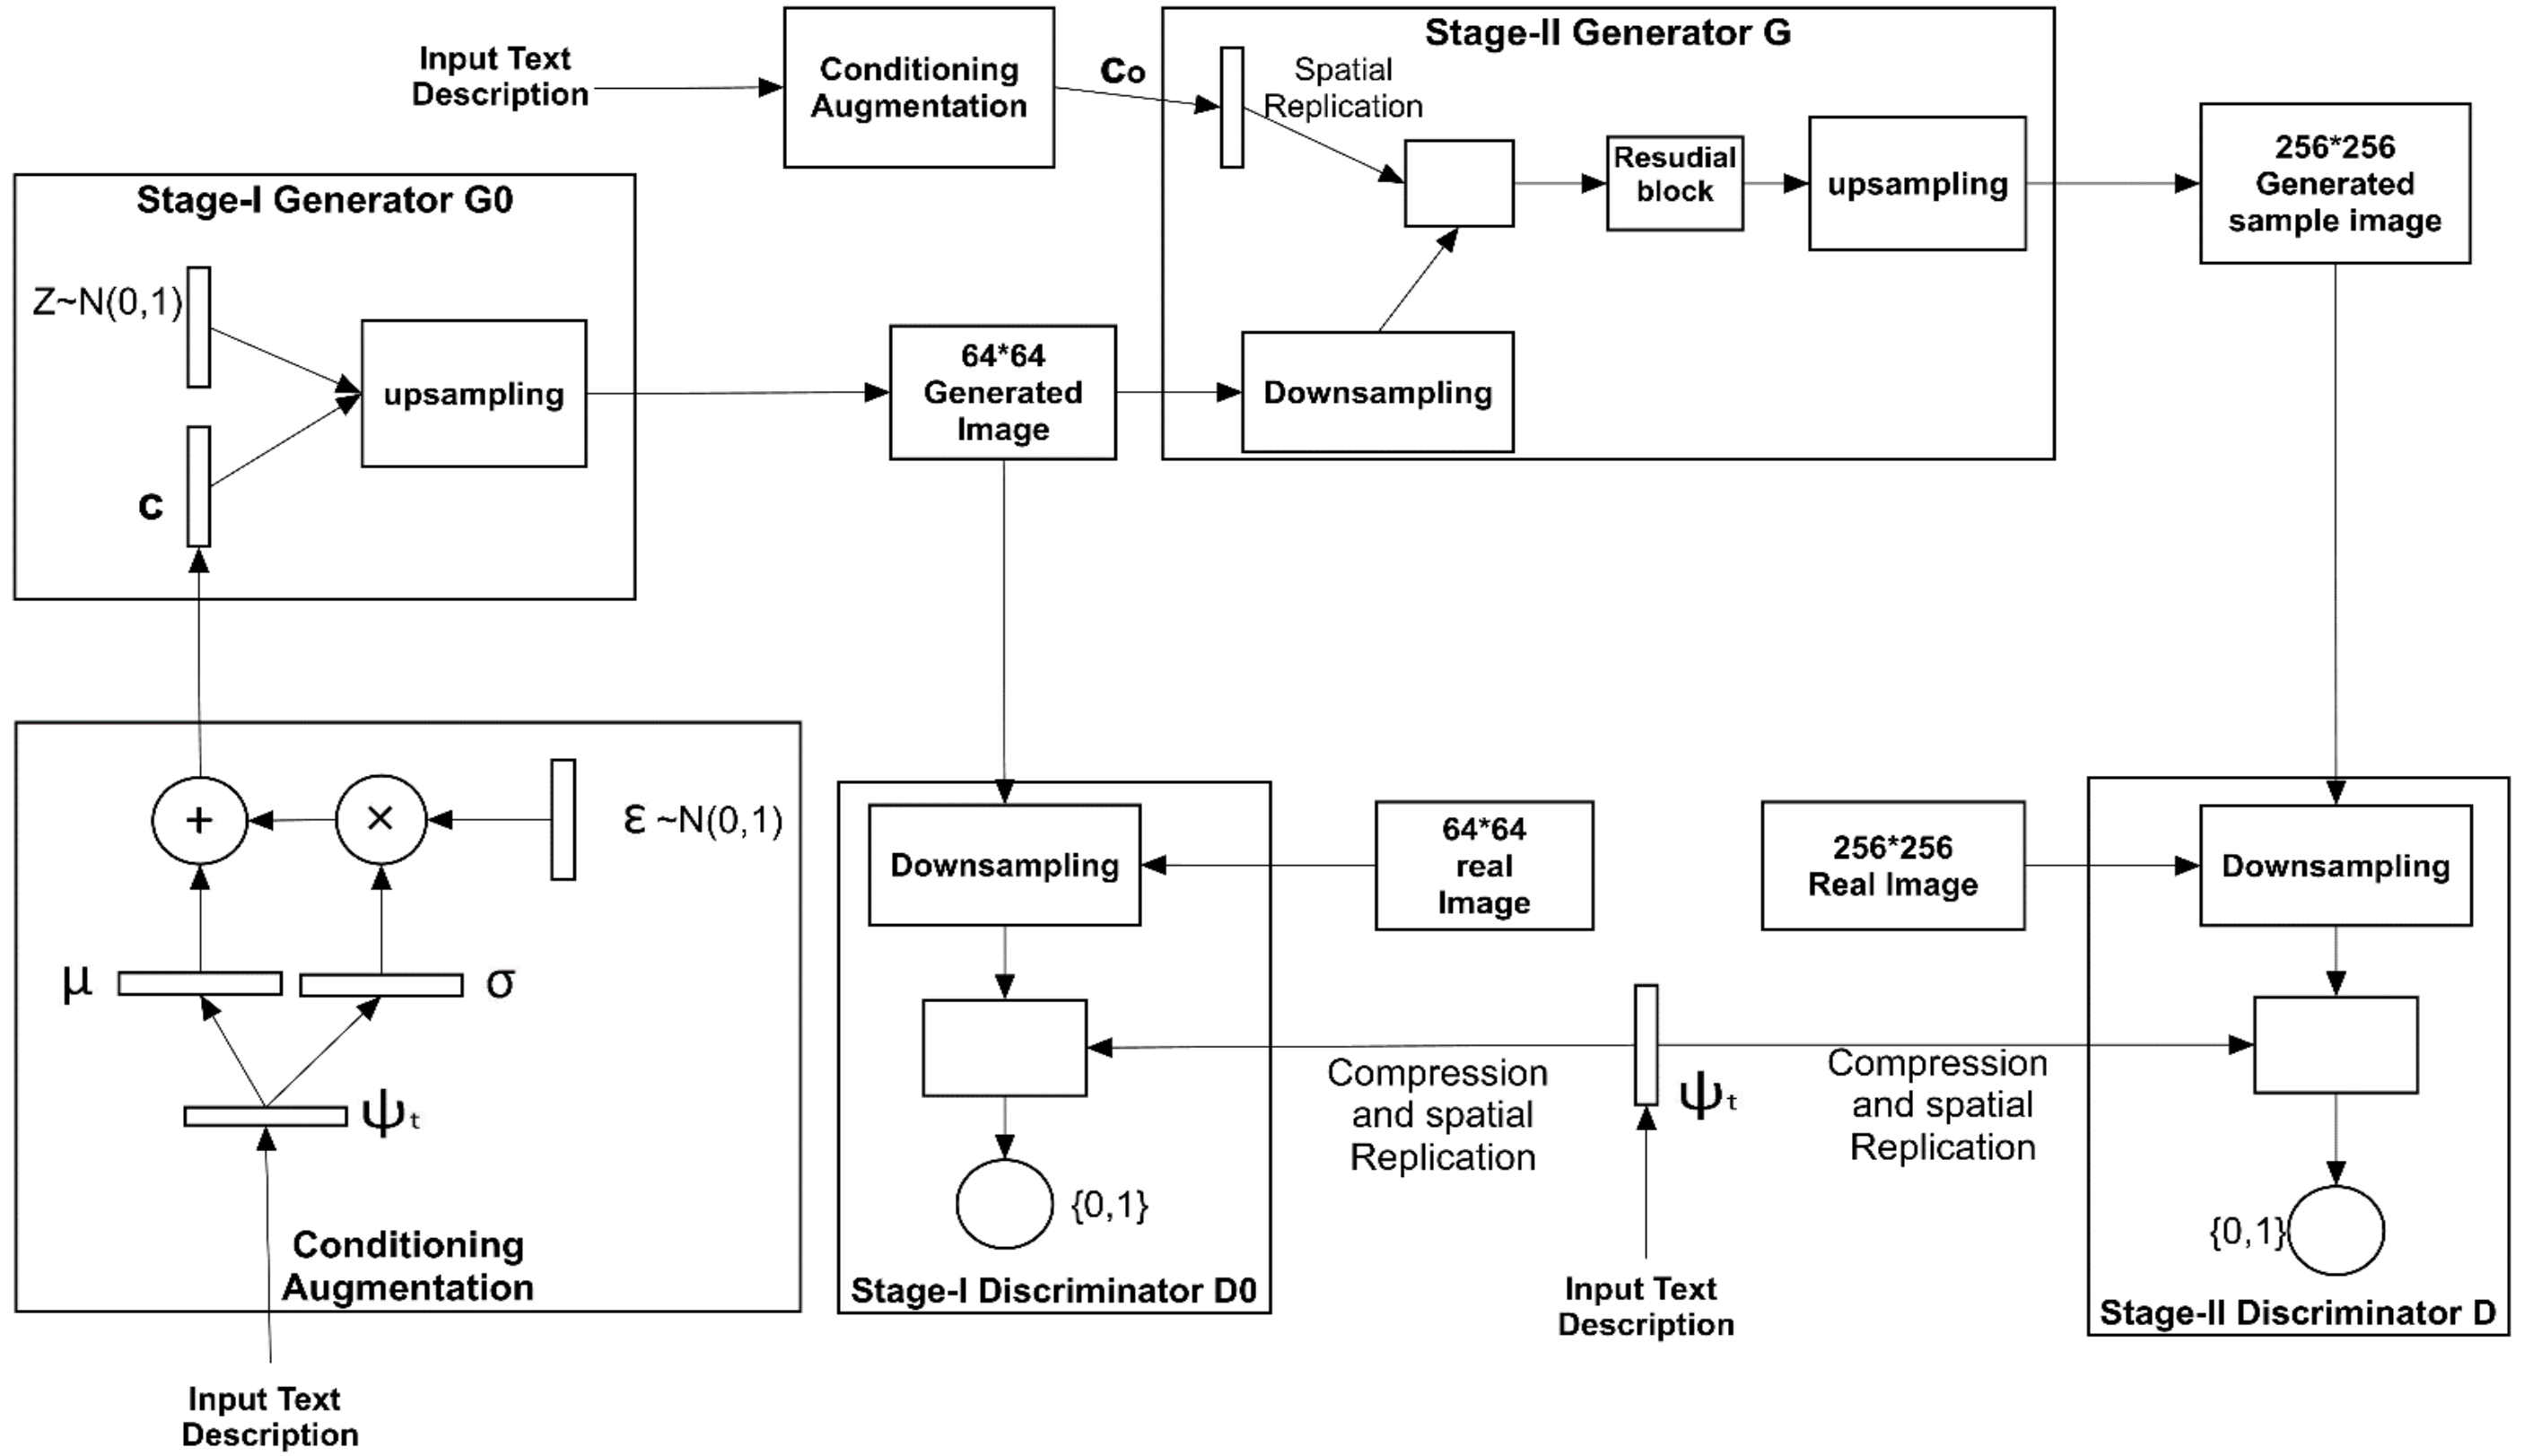 Input Text
Description
Conditioning
Augmentation
co
Stage-II Generator G
Spatial
Replication
Resudial
block
upsampling
256*256
Generated
sample image
Stage-I Generator G0
Z~N(0,1)
upsampling
c
64*64
Generated
Image
Downsampling
+
×
ε ~N(0,1)
μ
σ
ψt
Conditioning
Augmentation
Input Text
Description
Downsampling
64*64
real
Image
{0,1}
Stage-I Discriminator D0
Compression
and spatial
Replication
ψt
Input Text
Description
256*256
Real Image
Compression
and spatial
Replication
Downsampling
{0,1}
Stage-II Discriminator D